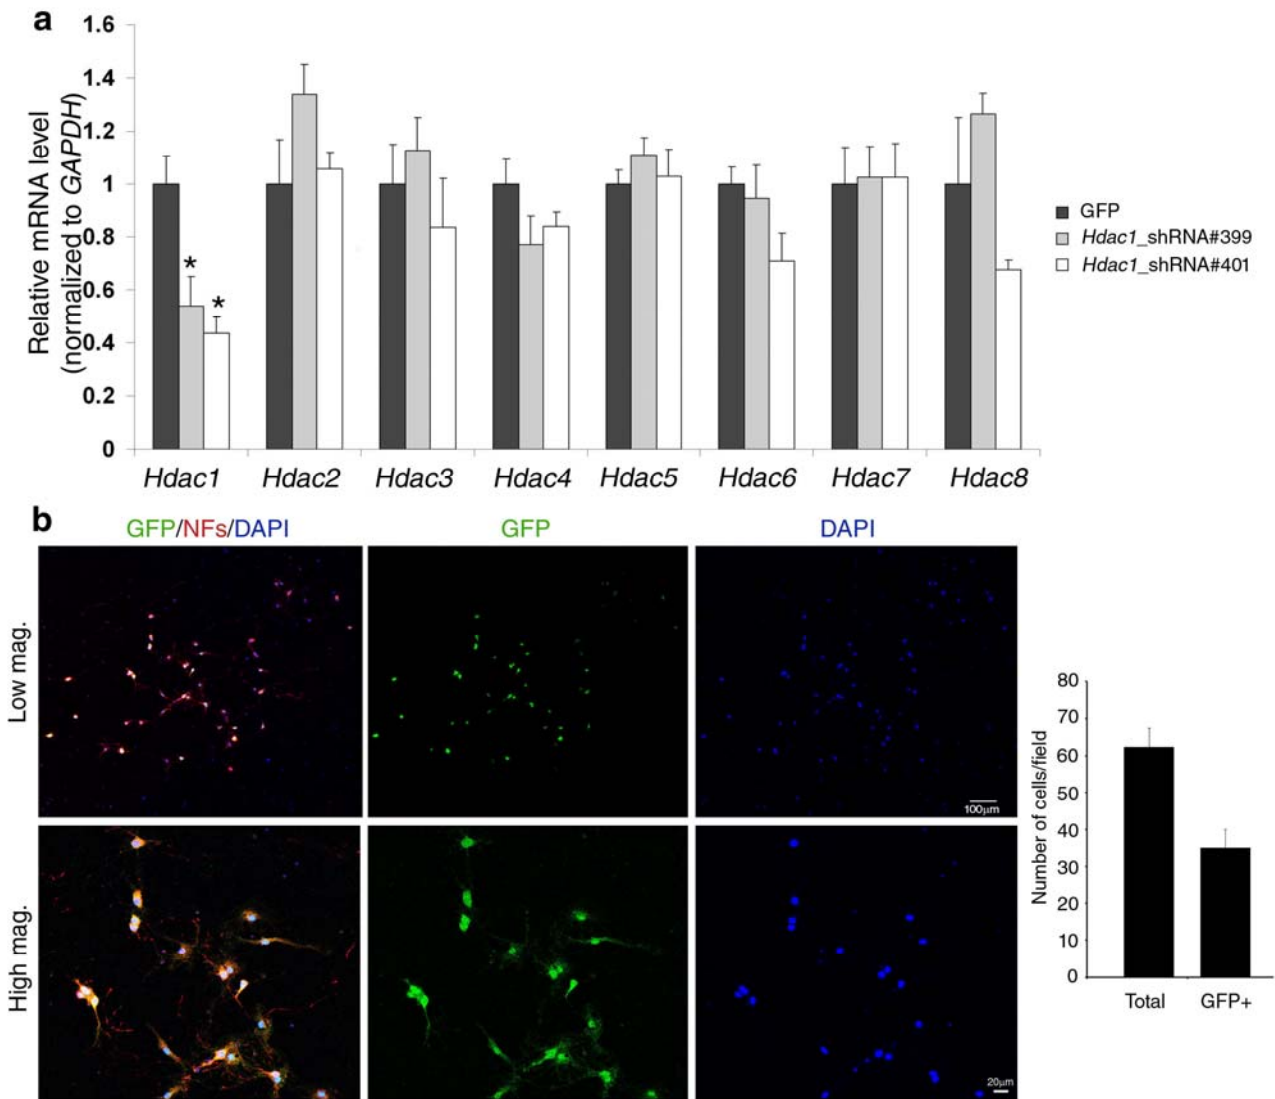 a
Relative mRNA level
(normalized to GAPDH)
1.6
1.4
1.2
1
0.8
0.6
0.4
0.2
0
*
*
Hdac1 Hdac2 Hdac3 Hdac4 Hdac5 Hdac6 Hdac7 Hdac8
GFP
Hdac1_shRNA#399
Hdac1_shRNA#401
b
GFP/NFs/DAPI GFP DAPI
Low mag.
100μm
High mag.
20μm
Number of cells/field
80
70
60
50
40
30
20
10
0
Total GFP+